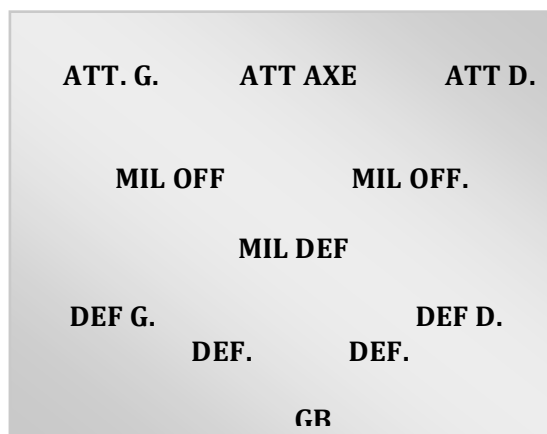 ATT. G. ATT AXE ATT D.
MIL OFF MIL OFF.
MIL DEF
DEF G. DEF D.
DEF. DEF.
GB